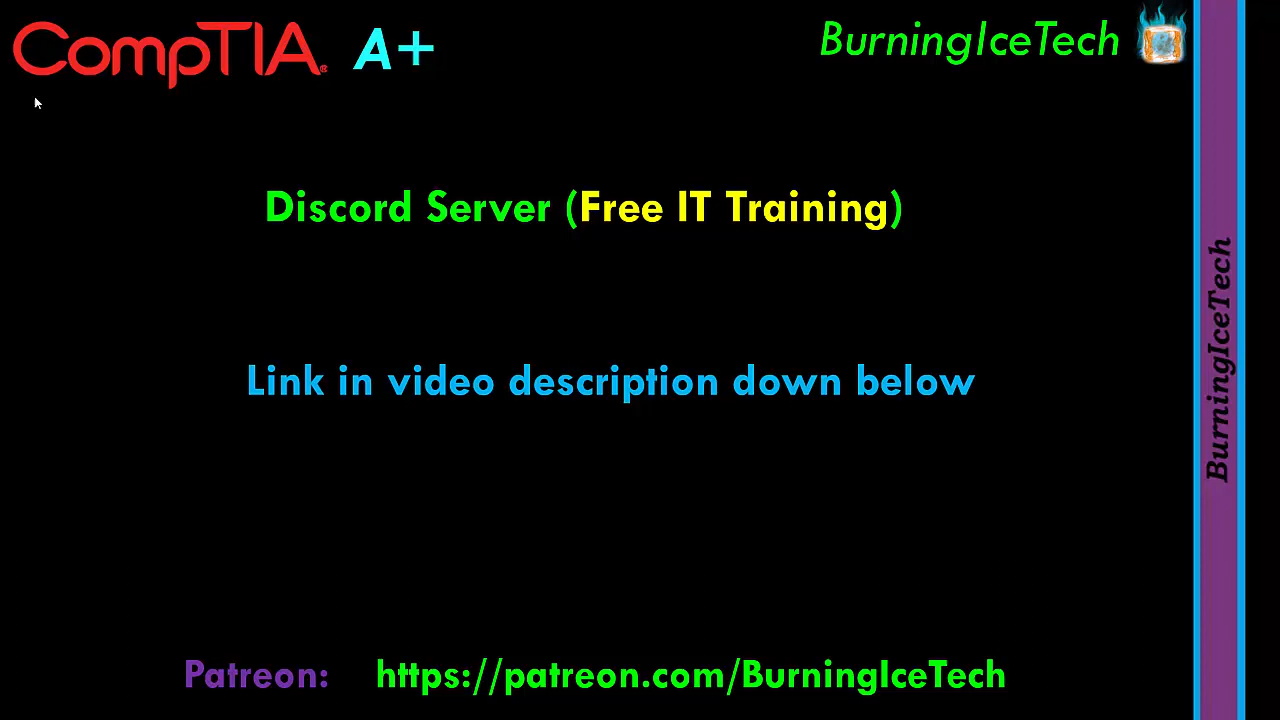 CompTIA® A+
BurningIceTech
Discord Server (Free IT Training)
Link in video description down below
Patreon: https://patreon.com/BurningIceTech
BurningIceTech